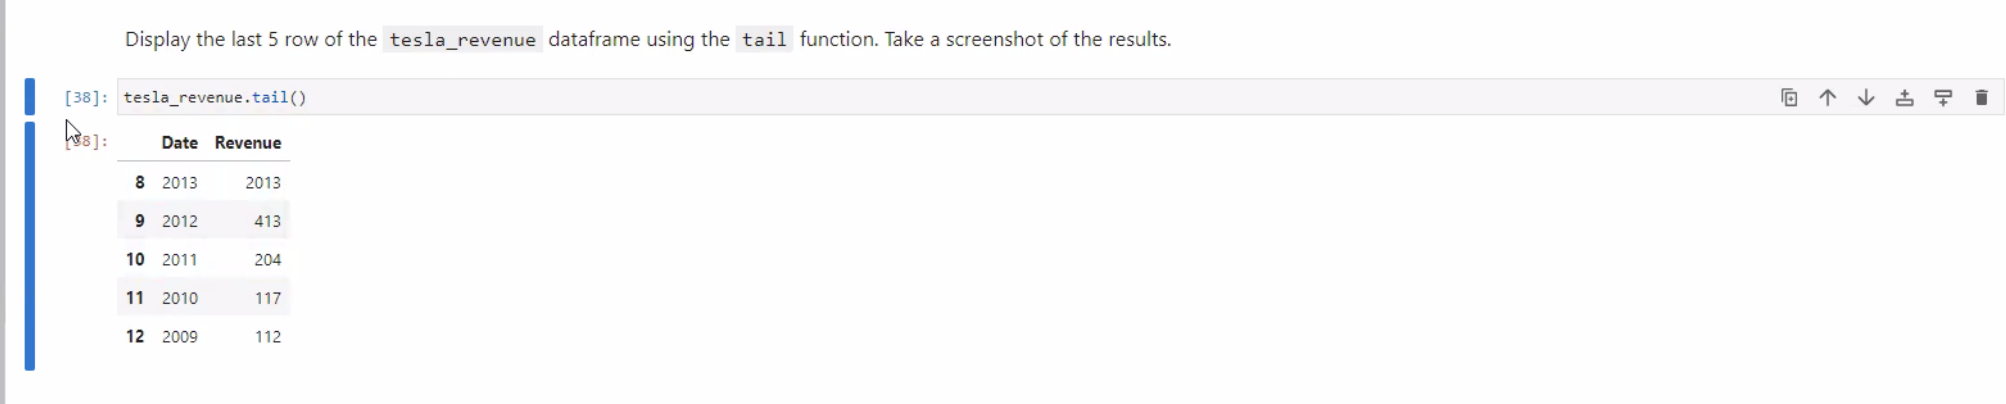 Display the last 5 row of the tesla_revenue dataframe using the tail function. Take a screenshot of the results.
[38]: tesla_revenue.tail()
[38]: Date Revenue
8 2013 2013
9 2012 413
10 2011 204
11 2010 117
12 2009 112